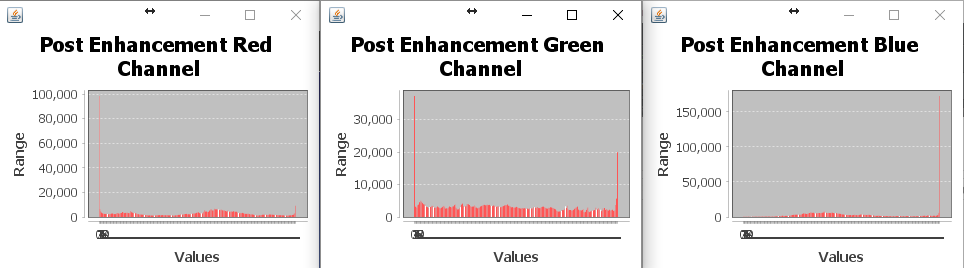 Post Enhancement Red
Channel
100,000
80,000
60,000
40,000
20,000
0
Range
Values
Post Enhancement Green
Channel
30,000
20,000
10,000
0
Range
Values
Post Enhancement Blue
Channel
150,000
100,000
50,000
0
Range
Values